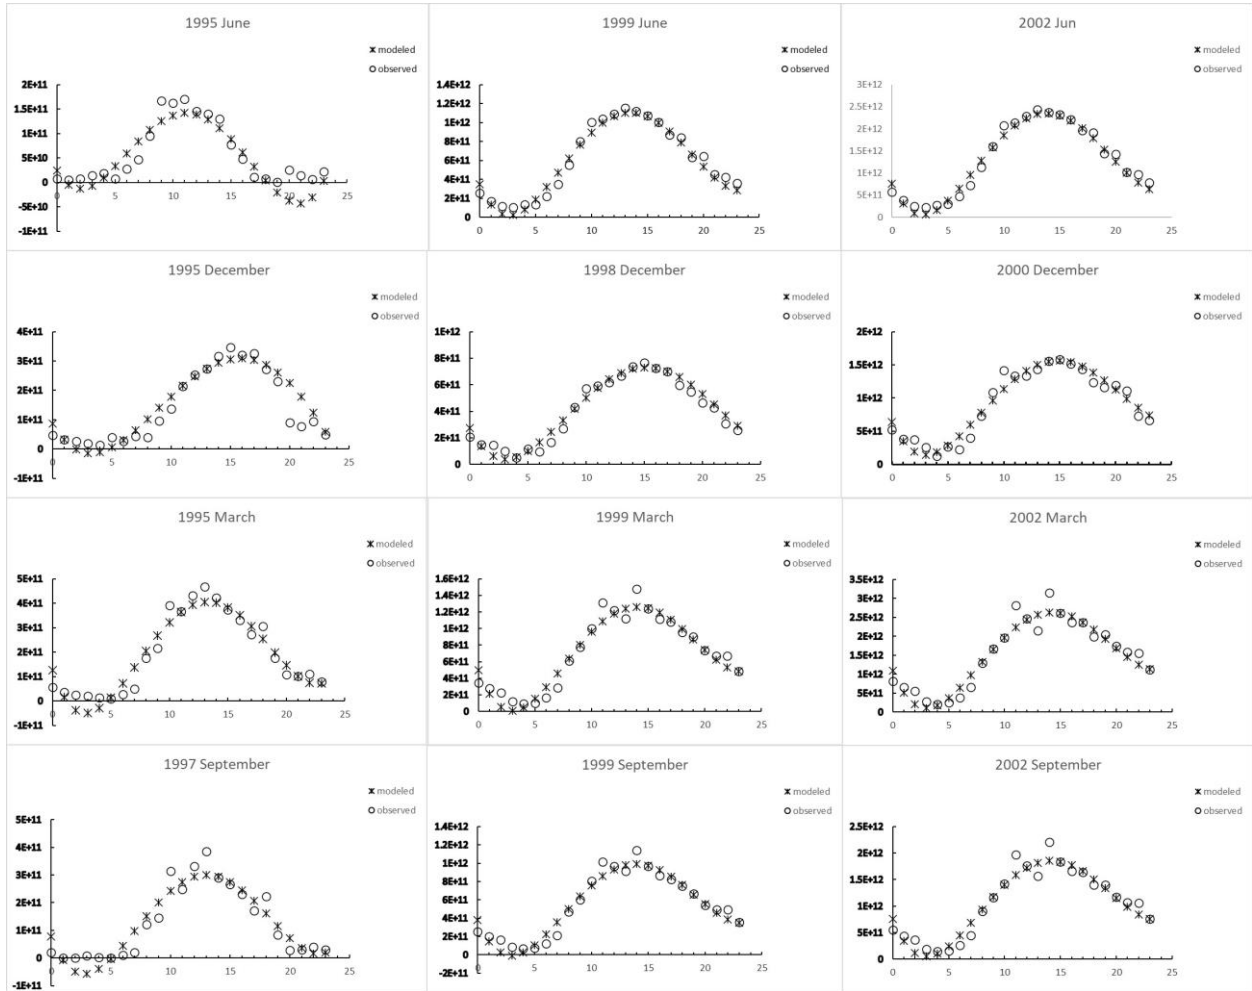 1995 June
modeled
observed
2E+11
1.5E+11
1E+11
5E+10
0
-5E+10
-1E+11
0 5 10 15 20 25
1999 June
modeled
observed
1.4E+12
1.2E+12
1E+12
8E+11
6E+11
4E+11
2E+11
0
0 5 10 15 20 25
2002 Jun
modeled
observed
3E+12
2.5E+12
2E+12
1.5E+12
1E+12
5E+11
0
0 5 10 15 20 25
1995 December
modeled
observed
4E+11
3E+11
2E+11
1E+11
0
-1E+11
0 5 10 15 20 25
1998 December
modeled
observed
1E+12
8E+11
6E+11
4E+11
2E+11
0
0 5 10 15 20 25
2000 December
modeled
observed
2E+12
1.5E+12
1E+12
5E+11
0
0 5 10 15 20 25
1995 March
modeled
observed
5E+11
4E+11
3E+11
2E+11
1E+11
0
-1E+11
0 5 10 15 20 25
1999 March
modeled
observed
1.6E+12
1.4E+12
1.2E+12
1E+12
8E+11
6E+11
4E+11
2E+11
0
0 5 10 15 20 25
2002 March
modeled
observed
3.5E+12
3E+12
2.5E+12
2E+12
1.5E+12
1E+12
5E+11
0
0 5 10 15 20 25
1997 September
modeled
observed
5E+11
4E+11
3E+11
2E+11
1E+11
0
-1E+11
0 5 10 15 20 25
1999 September
modeled
observed
1.4E+12
1.2E+12
1E+12
8E+11
6E+11
4E+11
2E+11
0
-2E+11
0 5 10 15 20 25
2002 September
modeled
observed
2.5E+12
2E+12
1.5E+12
1E+12
5E+11
0
0 5 10 15 20 25